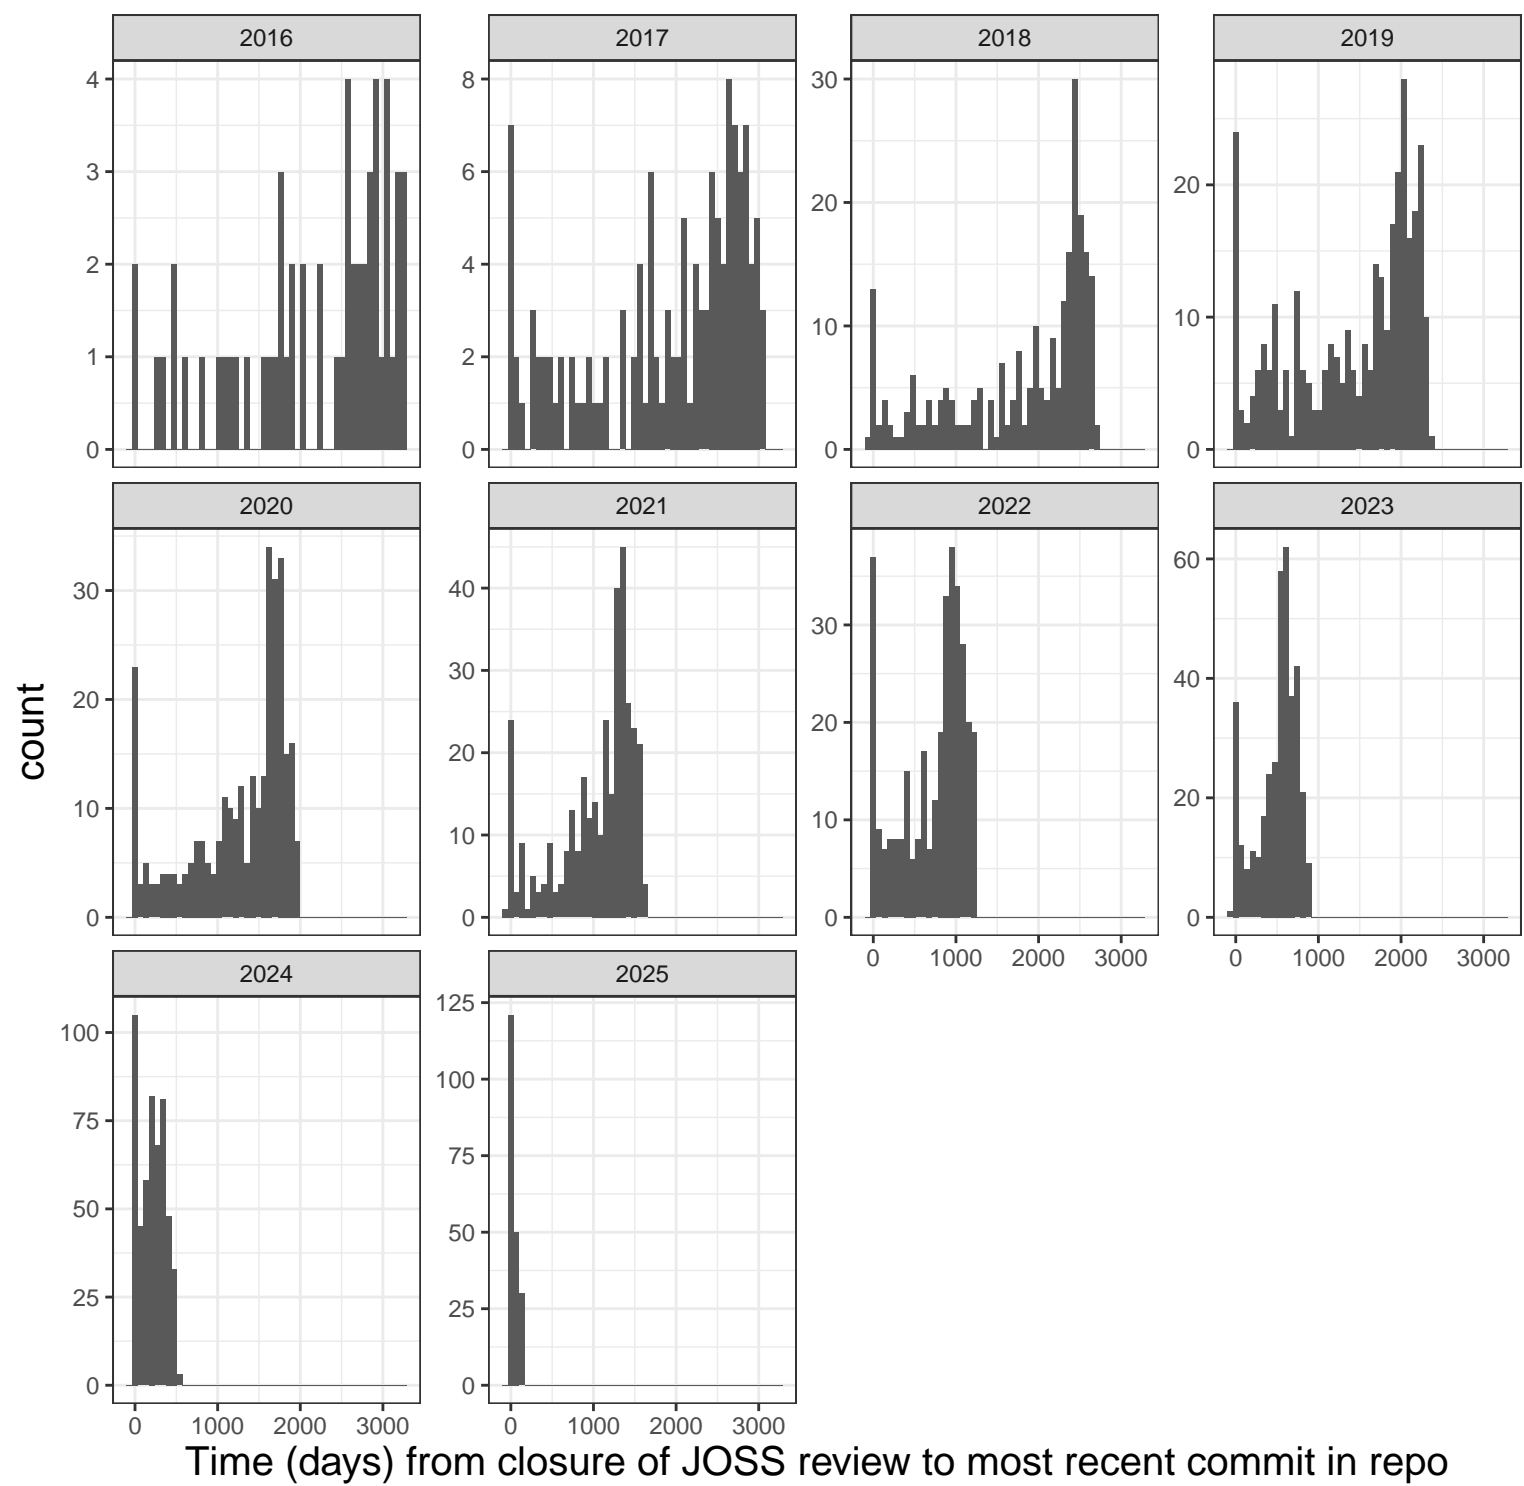 2016 2017 2018 2019
4 8 30
3 6 20 20
2 4
1 2 10 10
0 0 0 0
2020 2021 2022 2023
60
30 40 30
30 40
20 20 20
20
10 10 10
0 0 0 0
0 1000 2000 3000 0 1000 2000 3000
count
2024 2025
125
100 100
75 75
50 50
25 25
0 0
0 1000 2000 3000 0 1000 2000 3000
Time (days) from closure of JOSS review to most recent commit in repo